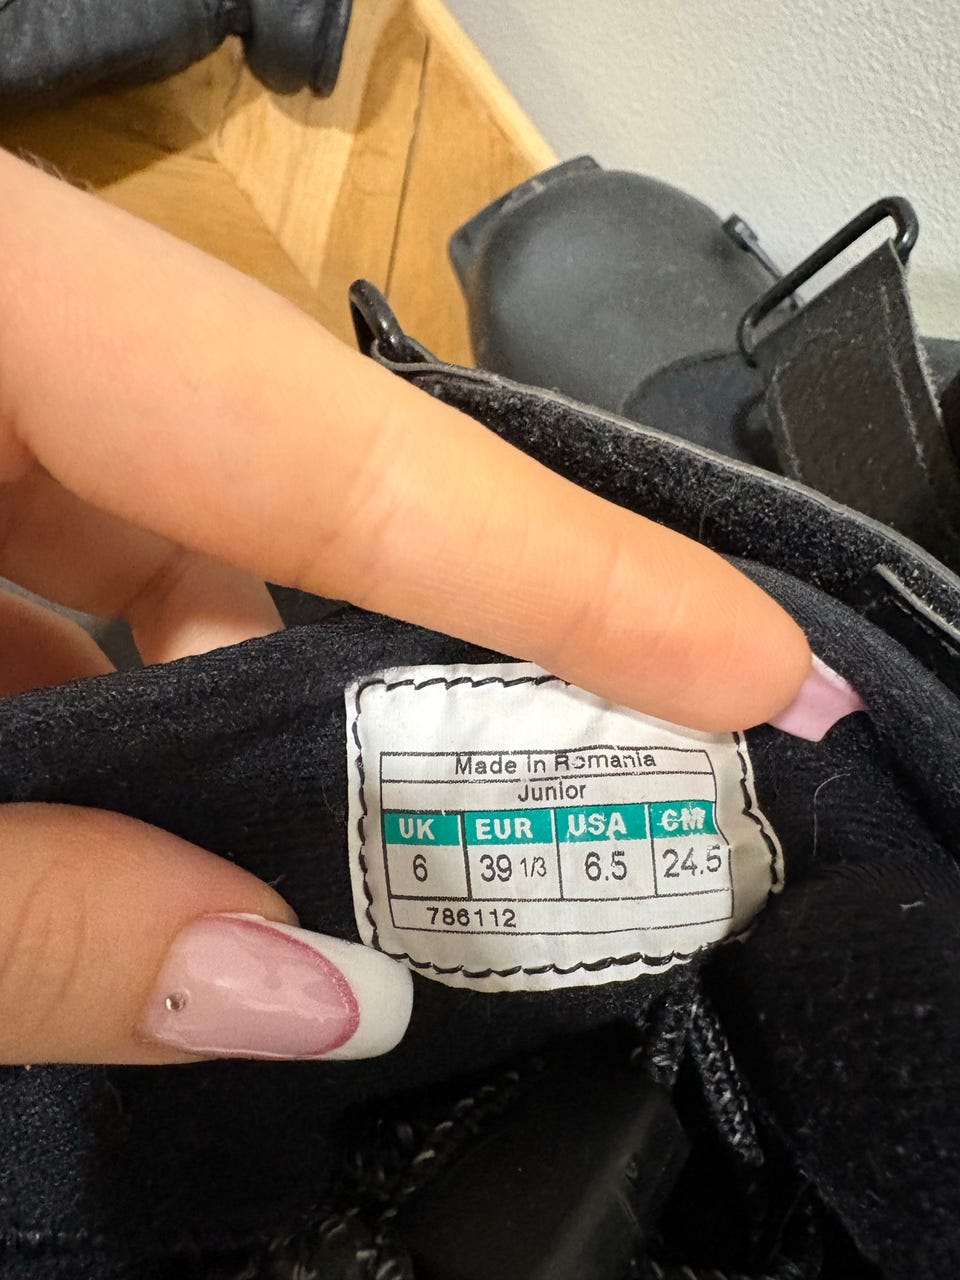 Made In Romania
Junior
UK EUR USA CM
6 39 1/3 6.5 24.5
786112